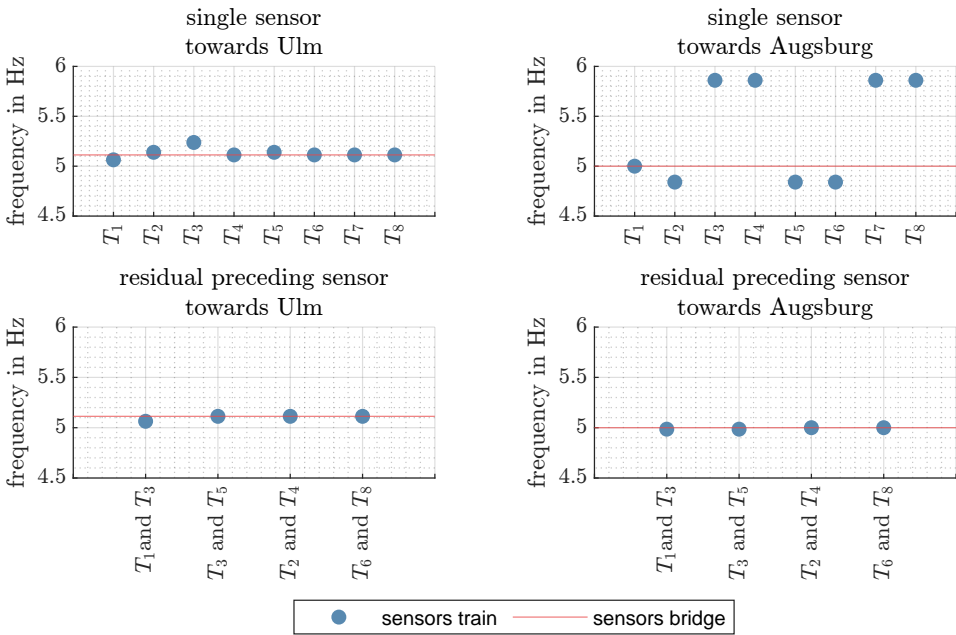 single sensor
towards Ulm
frequency in Hz
6
5.5
5
4.5
T1
T2
T3
T4
T5
T6
T7
T8
single sensor
towards Augsburg
frequency in Hz
6
5.5
5
4.5
T1
T2
T3
T4
T5
T6
T7
T8
residual preceding sensor
towards Ulm
frequency in Hz
6
5.5
5
4.5
T1and T3
T3 and T5
T2 and T4
T6 and T8
residual preceding sensor
towards Augsburg
frequency in Hz
6
5.5
5
4.5
T1 and T3
T3 and T5
T2 and T4
T6 and T8
sensors train
sensors bridge